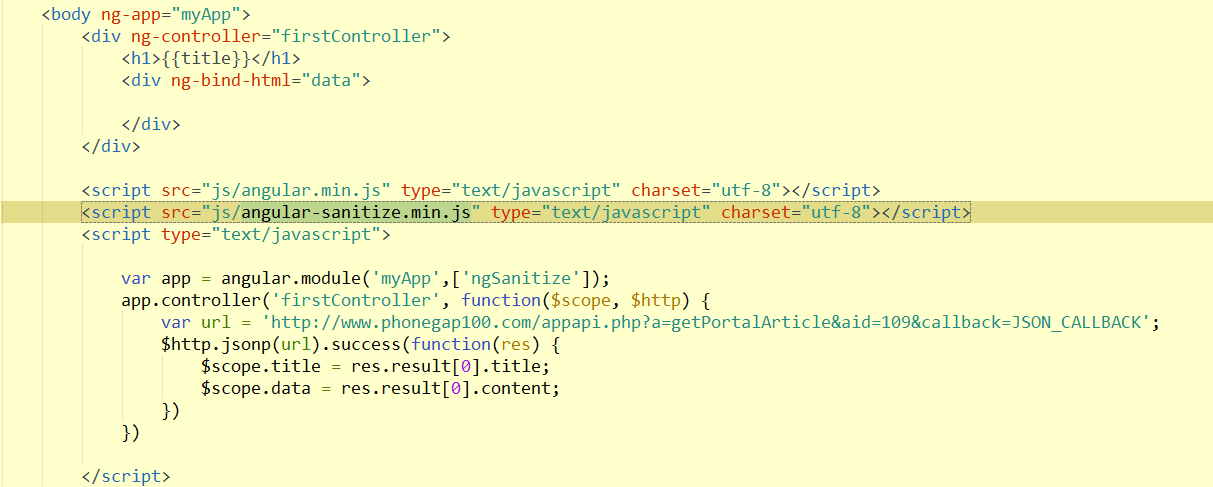 <body ng-app="myApp">
<div ng-controller="firstController">
<h1>{{title}}</h1>
<div ng-bind-html="data">
</div>
</div>
<script src="js/angular.min.js" type="text/javascript" charset="utf-8"></script>
<script src="js/angular-sanitize.min.js" type="text/javascript" charset="utf-8"></script>
<script type="text/javascript">
var app = angular.module('myApp',['ngSanitize']);
app.controller('firstController', function($scope, $http) {
var url = 'http://www.phonegap100.com/appapi.php?a=getPortalArticle&aid=109&callback=JSON_CALLBACK';
$http.jsonp(url).success(function(res) {
$scope.title = res.result[0].title;
$scope.data = res.result[0].content;
})
})
</script>